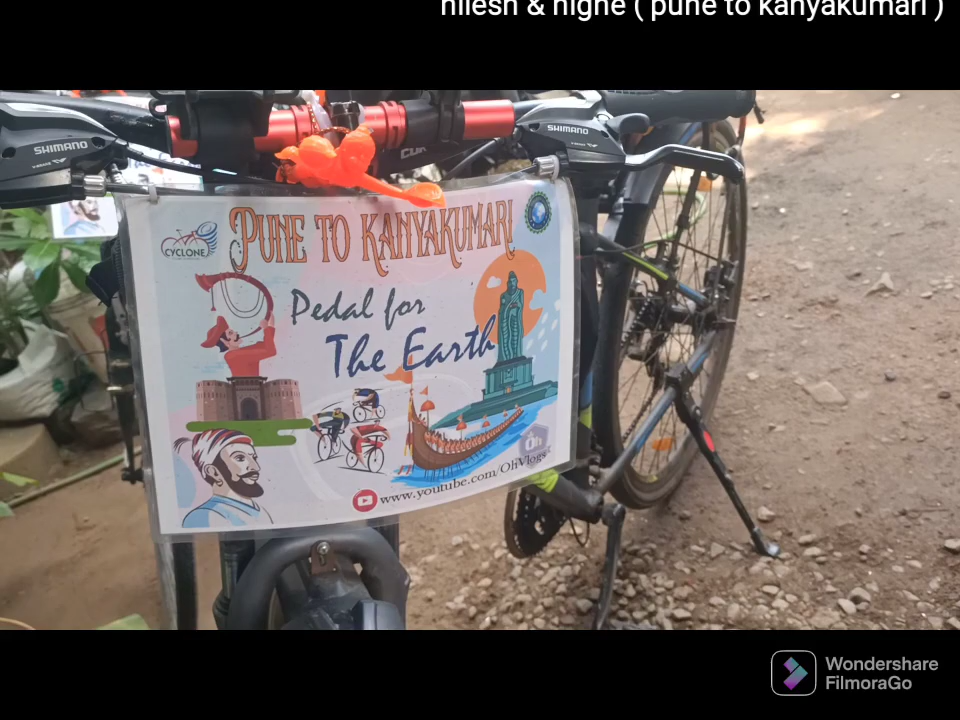 nilesh & nighe ( pune to kanyakumari )
SHIMANO
SHIMANO
CYCLONE
PUNE TO KANYAKUMARI
Pedal for
The Earth
Oh
www.youtube.com/OhVlogs
Wondershare
FilmoraGo